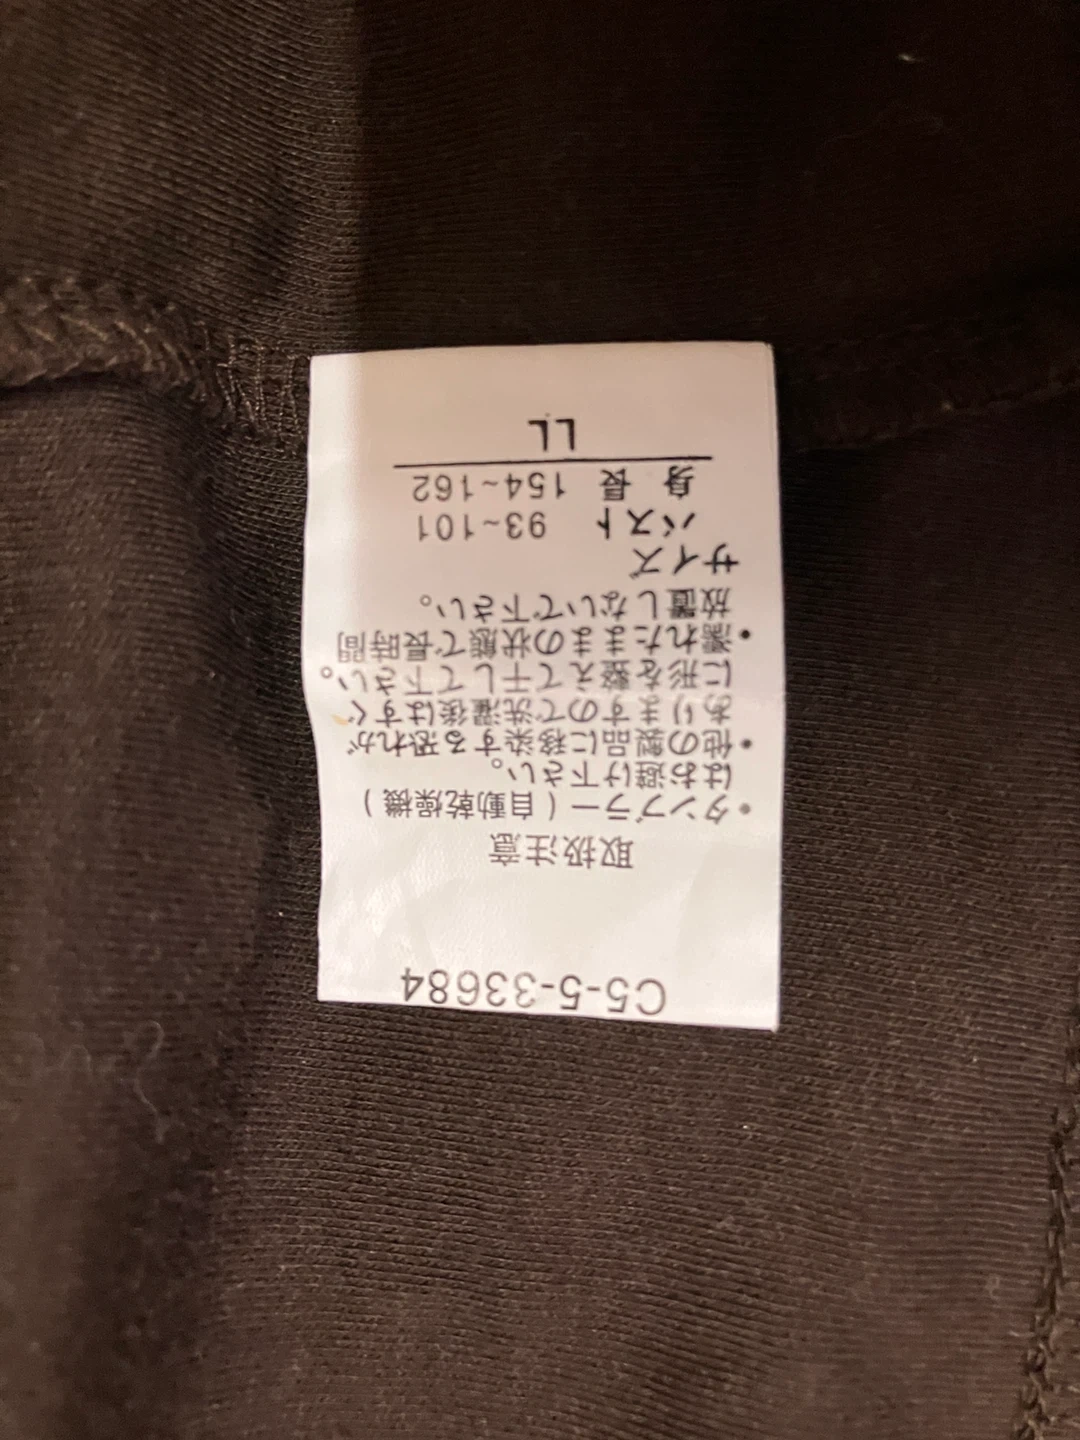 C5-5-33684
取扱注意
・タンブラー(自動乾燥機)
はお避け下さい。
・他の製品に移染する恐れが
ありますので洗濯後はすぐ
に形を整えて干して下さい。
・濡れたままの状態で長時間
放置しないで下さい。
サイズ
バスト 93~101
身 長 154~162
LL